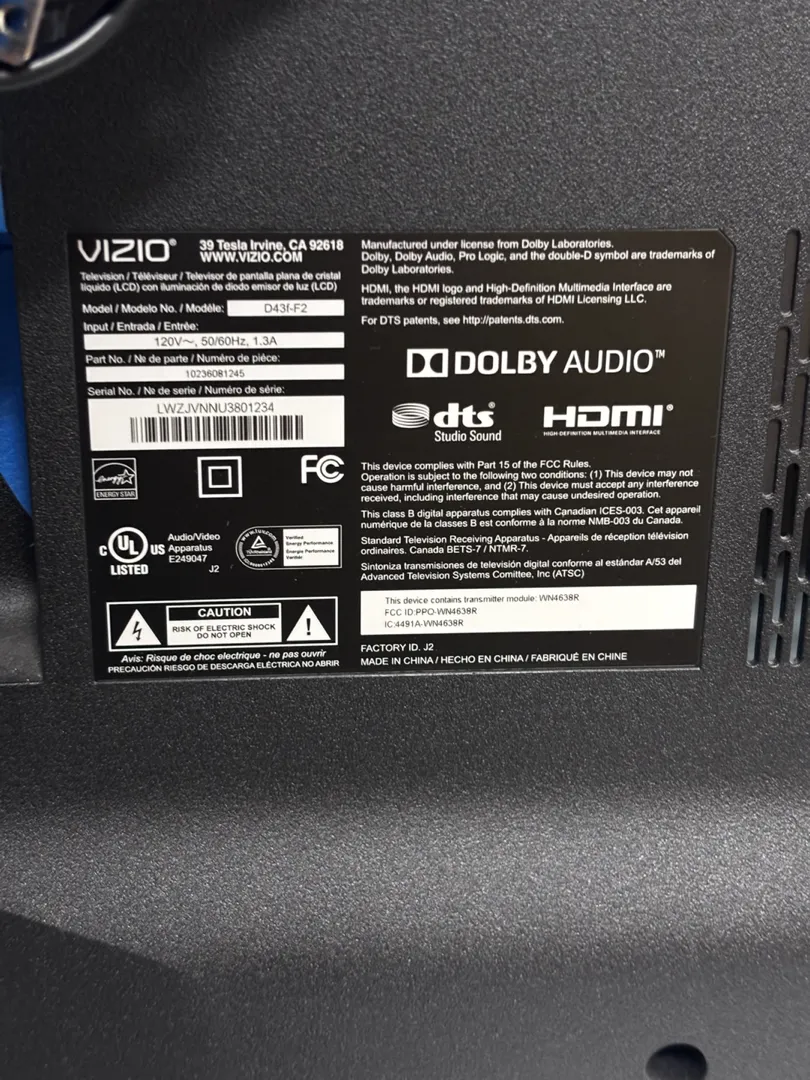 VIZIO®
39 Tesla Irvine, CA 92618
WWW.VIZIO.COM
Television / Téléviseur / Televisor de pantalla plana de cristal
líquido (LCD) con iluminación de diodo emisor de luz (LCD)
Model / Modelo No. / Modéle: D43f-F2
Input / Entrada / Entrée:
120V~, 50/60Hz, 1.3A
Part No. / № de parte / Numéro de piéce:
10236081245
Serial No. / № de serie / Numéro de série:
LWZJVNNU3801234
ENERGY STAR
FC
C UL US
LISTED
Audio/Video
Apparatus
E249047
J2
Verified
Energy Performance
CAUTION
RISK OF ELECTRIC SHOCK
DO NOT OPEN
Avis: Risque de choc electrique - ne pas ouvrir
PRECAUCIÓN RIESGO DE DESCARGA ELÉCTRICA NO ABRIR
Manufactured under license from Dolby Laboratories.
Dolby, Dolby Audio, Pro Logic, and the double-D symbol are trademarks of
Dolby Laboratories.
HDMI, the HDMI logo and High-Definition Multimedia Interface are
trademarks or registered trademarks of HDMI Licensing LLC.
For DTS patents, see http://patents.dts.com.
DOLBY AUDIO™
dts
Studio Sound
HDMI®
HIGH-DEFINITION MULTIMEDIA INTERFACE
This device complies with Part 15 of the FCC Rules.
Operation is subject to the following two conditions: (1) This device may not
cause harmful interference, and (2) This device must accept any interference
received, including interference that may cause undesired operation.
This class B digital apparatus complies with Canadian ICES-003. Cet appareil
numérique de la classes B est conforme à la norme NMB-003 du Canada.
Standard Television Receiving Apparatus - Appareils de réception télévision
ordinaires. Canada BETS-7 / NTMR-7.
Sintoniza transmisiones de televisión digital conforme al estándar A/53 del
Advanced Television Systems Comittee, Inc (ATSC)
This device contains transmitter module: WN4638R
FCC ID:PPQ-WN4638R
IC:4491A-WN4638R
FACTORY ID. J2
MADE IN CHINA / HECHO EN CHINA / FABRIQUÉ EN CHINE